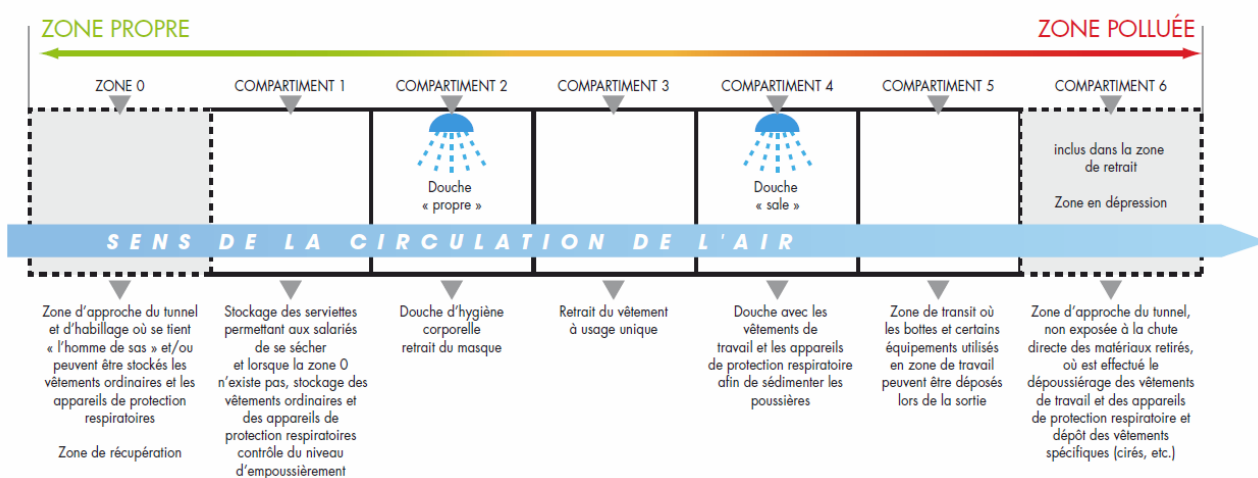 ZONE PROPRE
ZONE POLLUÉE
ZONE 0
COMPARTIMENT 1
COMPARTIMENT 2
COMPARTIMENT 3
COMPARTIMENT 4
COMPARTIMENT 5
COMPARTIMENT 6
Douche
« propre »
Douche
« sale »
inclus dans la zone
de retrait
Zone en dépression
SENS DE LA CIRCULATION DE L'AIR
Zone d'approche du tunnel
et d'habillage où se tient
« l'homme de sas » et/ou
peuvent être stockés les
vêtements ordinaires et les
appareils de protection
respiratoires
Zone de récupération
Stockage des serviettes
permettant aux salariés
de se sécher
et lorsque la zone 0
n'existe pas, stockage des
vêtements ordinaires et
des appareils de
protection respiratoires
contrôle du niveau
d'empoussièrement
Douche d'hygiène
corporelle
retrait du masque
Retrait du vêtement
à usage unique
Douche avec les
vêtements de
travail et les appareils
de protection respiratoire
afin de sédimenter les
poussières
Zone de transit où
les bottes et certains
équipements utilisés
en zone de travail
peuvent être déposés
lors de la sortie
Zone d'approche du tunnel,
non exposée à la chute
directe des matériaux retirés,
où est effectué le
dépoussiérage des vêtements
de travail et des appareils
de protection respiratoire et
dépôt des vêtements
spécifiques (cirés, etc.)